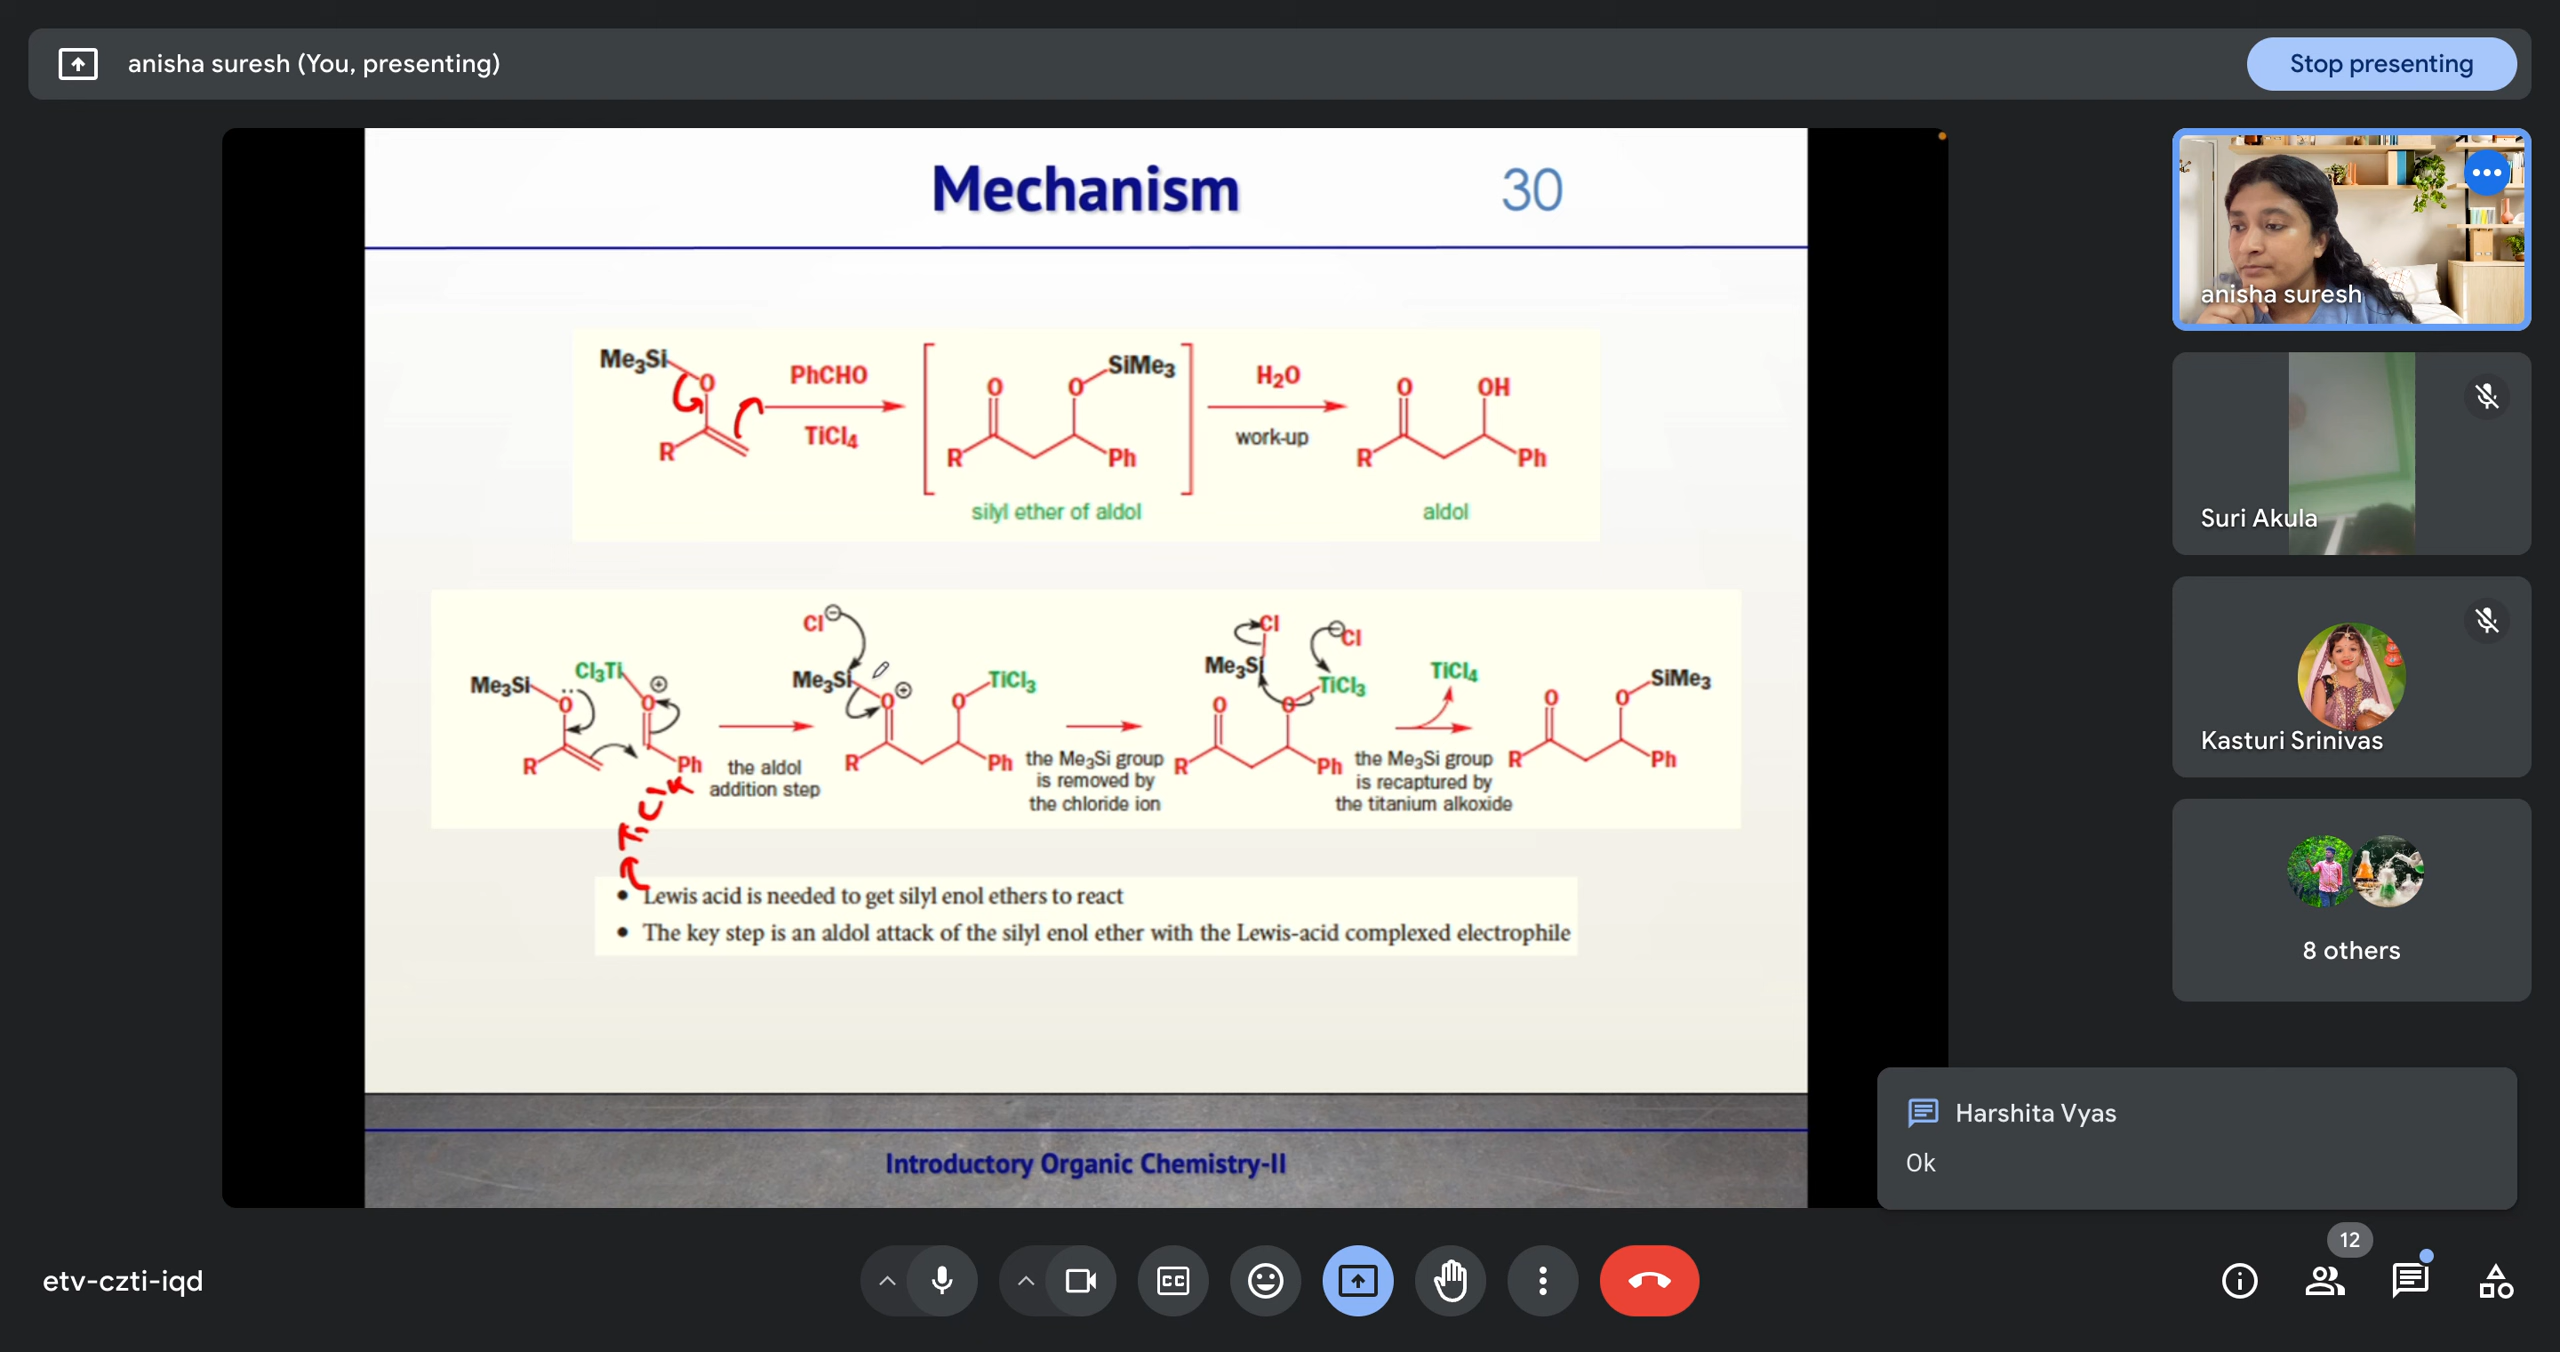 anisha suresh (You, presenting)
Stop presenting
Mechanism
30
Me3Si
O
R
PhCHO
TiCl4
O
O
SiMe3
R
Ph
silyl ether of aldol
H2O
work-up
O
OH
R
Ph
aldol
Me3Si
O
R
Cl3Ti
⊕
O
Ph
the aldol
addition step
Cl⊖
Me3Si
O⊕
R
O
TiCl3
Ph
the Me3Si group
is removed by
the chloride ion
Cl
Me3Si
O
R
O
TiCl3
Ph
⊖Cl
TiCl4
the Me3Si group
is recaptured by
the titanium alkoxide
O
R
O
SiMe3
Ph
TiCl4
• Lewis acid is needed to get silyl enol ethers to react
• The key step is an aldol attack of the silyl enol ether with the Lewis-acid complexed electrophile
Introductory Organic Chemistry-II
anisha suresh
Suri Akula
Kasturi Srinivas
8 others
Harshita Vyas
Ok
etv-czti-iqd
CC
12